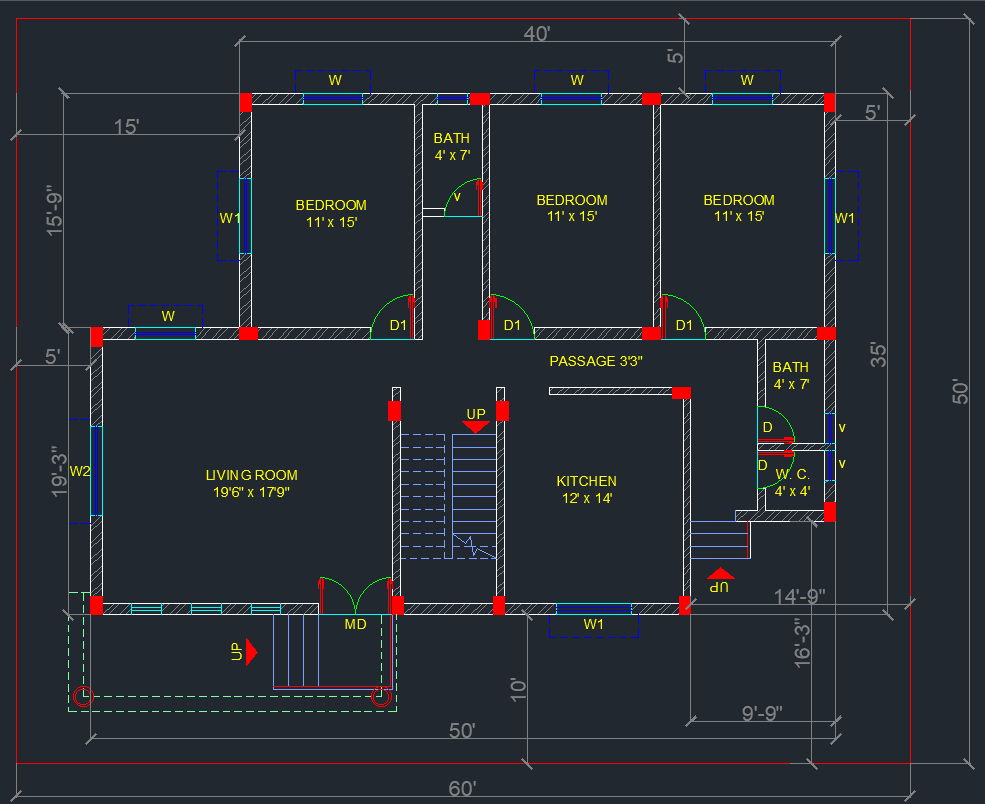 40'
5'
W
W
W
15'
5'
BATH
4' x 7'
BEDROOM
11' x 15'
BEDROOM
11' x 15'
BEDROOM
11' x 15'
v
15'-9"
W1
W1
W
D1
D1
D1
5'
PASSAGE 3'3"
BATH
4' x 7'
35'
50'
UP
D
v
19'-3"
W2
LIVING ROOM
19'6" x 17'9"
KITCHEN
12' x 14'
D
W. C.
4' x 4'
v
UP
14'-9"
MD
W1
UP
16'-3"
10'
9'-9"
50'
60'